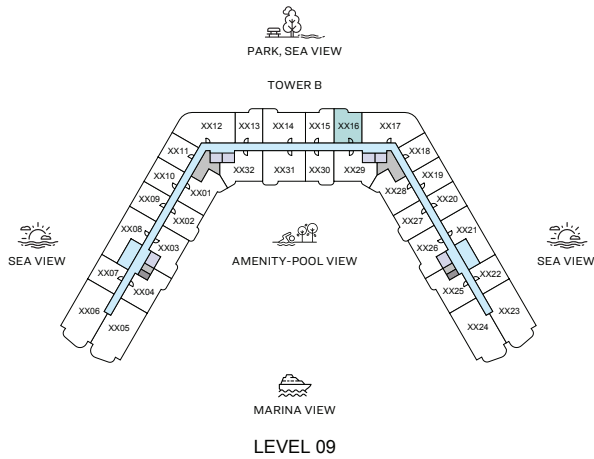 PARK, SEA VIEW
TOWER B
XX12
XX13
XX14
XX15
XX16
XX17
XX11
XX18
XX32
XX31
XX30
XX29
XX10
XX19
XX01
XX28
XX09
XX20
XX02
XX27
XX08
XX21
XX03
XX26
SEA VIEW
AMENITY-POOL VIEW
SEA VIEW
XX07
XX22
XX04
XX25
XX06
XX23
XX05
XX24
MARINA VIEW
LEVEL 09